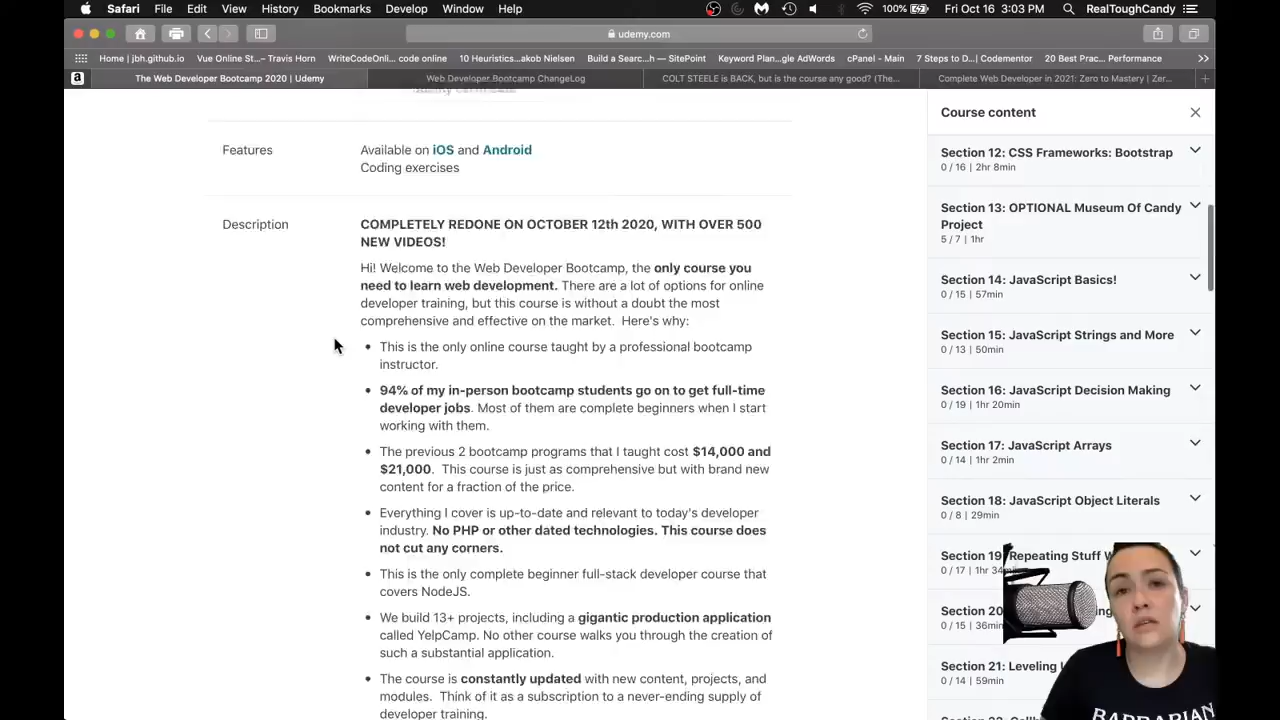 Safari File Edit View History Bookmarks Develop Window Help 100% Fri Oct 16 3:03 PM RealToughCandy
udemy.com
Home | jbh.github.io Vue Online St...– Travis Horn WriteCodeOnli... code online 10 Heuristics...akob Nielsen Build a Searc...h — SitePoint Keyword Plan...gle AdWords cPanel - Main 7 Steps to D...| Codementor 20 Best Prac... Performance
The Web Developer Bootcamp 2020 | Udemy Web Developer Bootcamp ChangeLog COLT STEELE is BACK, but is the course any good? (The... Complete Web Developer in 2021: Zero to Mastery | Zer...
Features
Available on iOS and Android
Coding exercises
Description
COMPLETELY REDONE ON OCTOBER 12th 2020, WITH OVER 500
NEW VIDEOS!
Hi! Welcome to the Web Developer Bootcamp, the only course you
need to learn web development. There are a lot of options for online
developer training, but this course is without a doubt the most
comprehensive and effective on the market. Here's why:
• This is the only online course taught by a professional bootcamp
instructor.
• 94% of my in-person bootcamp students go on to get full-time
developer jobs. Most of them are complete beginners when I start
working with them.
• The previous 2 bootcamp programs that I taught cost $14,000 and
$21,000. This course is just as comprehensive but with brand new
content for a fraction of the price.
• Everything I cover is up-to-date and relevant to today's developer
industry. No PHP or other dated technologies. This course does
not cut any corners.
• This is the only complete beginner full-stack developer course that
covers NodeJS.
• We build 13+ projects, including a gigantic production application
called YelpCamp. No other course walks you through the creation of
such a substantial application.
• The course is constantly updated with new content, projects, and
modules. Think of it as a subscription to a never-ending supply of
developer training.
Course content
Section 12: CSS Frameworks: Bootstrap
0 / 16 | 2hr 8min
Section 13: OPTIONAL Museum Of Candy
Project
5 / 7 | 1hr
Section 14: JavaScript Basics!
0 / 15 | 57min
Section 15: JavaScript Strings and More
0 / 13 | 50min
Section 16: JavaScript Decision Making
0 / 19 | 1hr 20min
Section 17: JavaScript Arrays
0 / 14 | 1hr 2min
Section 18: JavaScript Object Literals
0 / 8 | 29min
Section 19: Repeating Stuff W
0 / 17 | 1hr 34m
Section 20
0 / 15 | 36min
Section 21: Leveling
0 / 14 | 59min
BARBARIAN